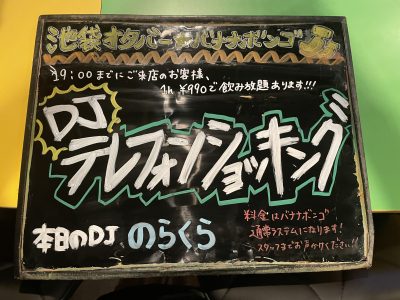 池袋オタバー★バナナボンゴ
19:00までにご来店のお客様、
1h ¥990で飲み放題あります!!!
DJ
テレフォンショッキング
本日のDJ のらくら
料金はバナナボンゴ
通常システムになります!
スタッフまでお声かけください!!